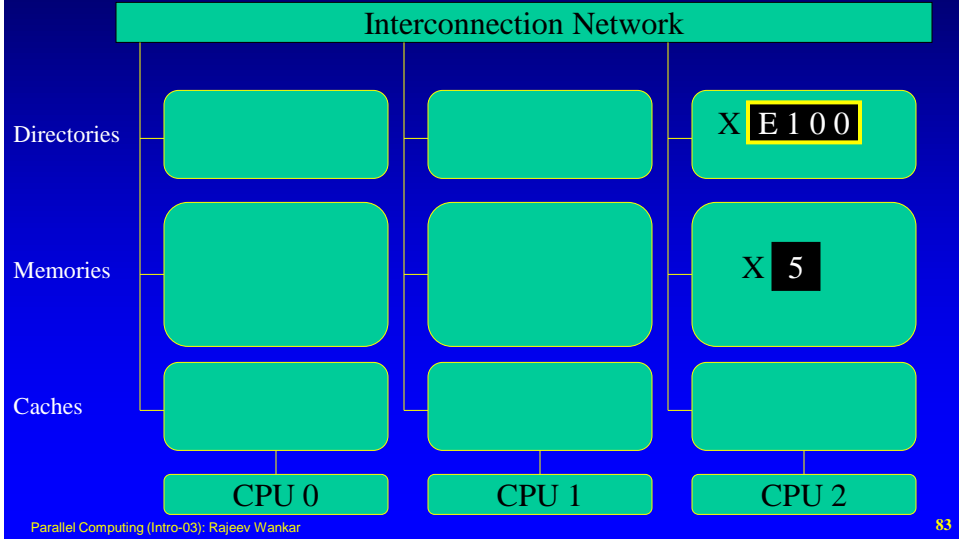 Interconnection Network
Directories
X E 1 0 0
Memories
X 5
Caches
CPU 0 CPU 1 CPU 2
Parallel Computing (Intro-03): Rajeev Wankar 83